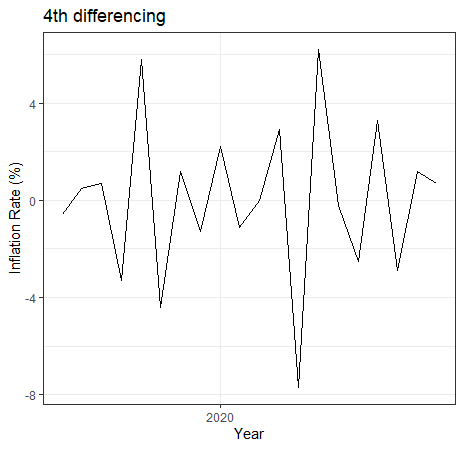 4th differencing
4
0
-4
-8
Inflation Rate (%)
2020
Year